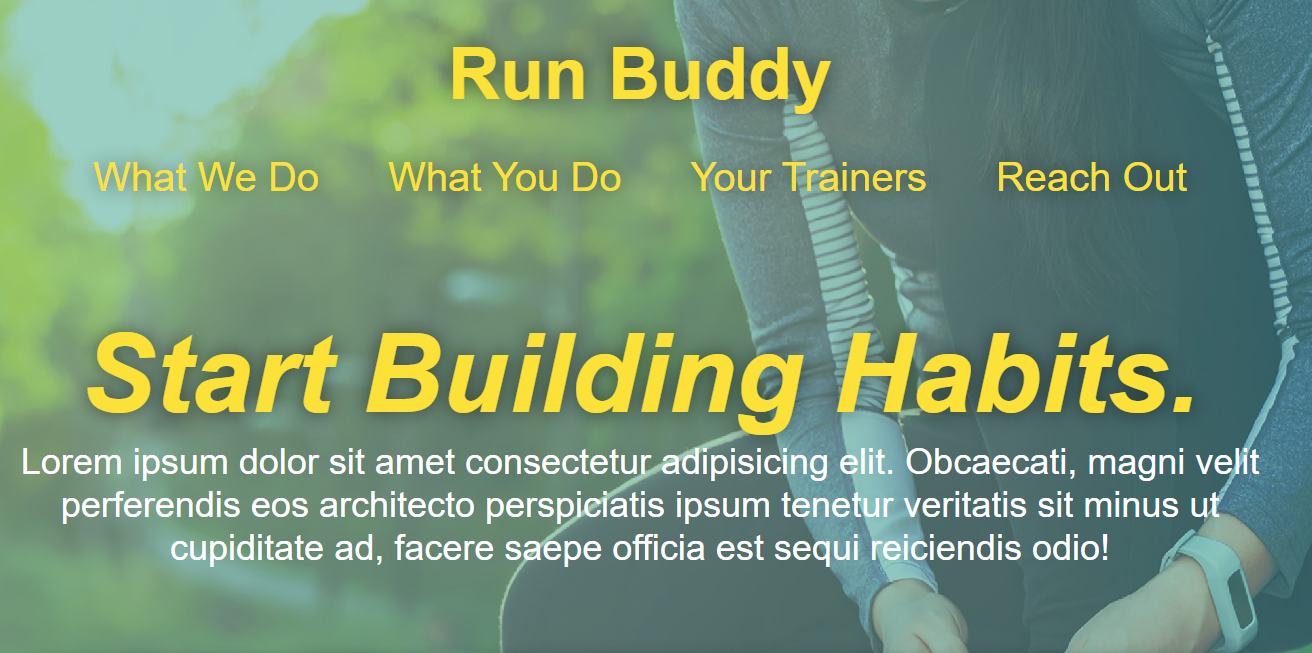 Run Buddy
What We Do What You Do Your Trainers Reach Out
Start Building Habits.
Lorem ipsum dolor sit amet consectetur adipisicing elit. Obcaecati, magni velit
perferendis eos architecto perspiciatis ipsum tenetur veritatis sit minus ut
cupiditate ad, facere saepe officia est sequi reiciendis odio!